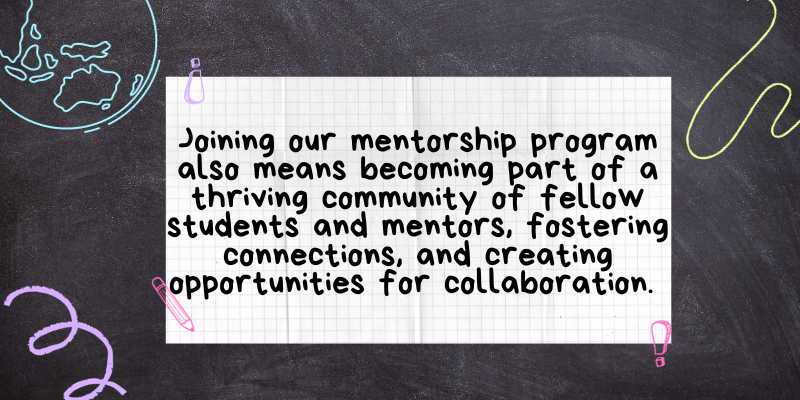 Joining our mentorship program
also means becoming part of a
thriving community of fellow
students and mentors, fostering
connections, and creating
opportunities for collaboration.